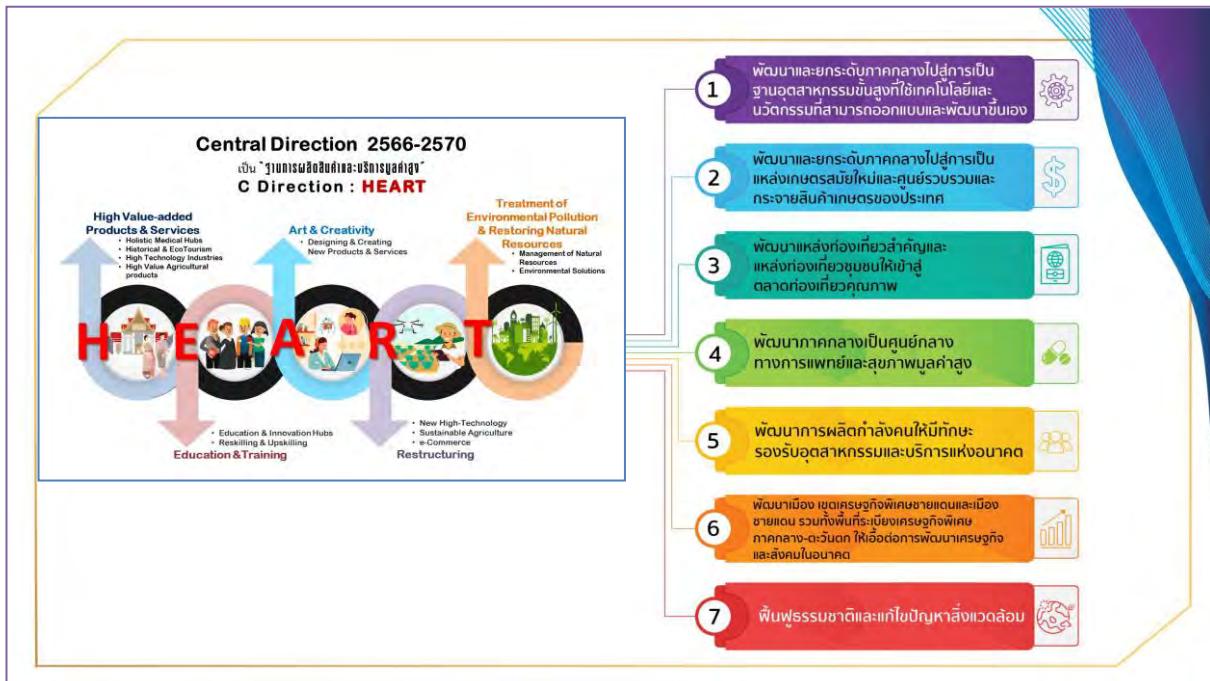 Central Direction 2566-2570
เป็น "ฐานการผลิตสินค้าและบริการมูลค่าสูง"
C Direction : HEART
High Value-added
Products & Services
• Holistic Medical Hubs
• Historical & EcoTourism
• High Technology Industries
• High Value Agricultural
products
Art & Creativity
• Designing & Creating
New Products & Services
Treatment of
Environmental Pollution
& Restoring Natural
Resources
• Management of Natural
Resources
• Environmental Solutions
H E A R T
• Education & Innovation Hubs
• Reskilling & Upskilling
Education & Training
• New High-Technology
• Sustainable Agriculture
• e-Commerce
Restructuring
1
พัฒนาและยกระดับภาคกลางไปสู่การเป็น
ฐานอุตสาหกรรมขั้นสูงที่ใช้เทคโนโลยีและ
นวัตกรรมที่สามารถออกแบบและพัฒนาขึ้นเอง
2
พัฒนาและยกระดับภาคกลางไปสู่การเป็น
แหล่งเกษตรสมัยใหม่และศูนย์รวบรวมและ
กระจายสินค้าเกษตรของประเทศ
3
พัฒนาแหล่งท่องเที่ยวสำคัญและ
แหล่งท่องเที่ยวชุมชนให้เข้าสู่
ตลาดท่องเที่ยวคุณภาพ
4
พัฒนาภาคกลางเป็นศูนย์กลาง
ทางการแพทย์และสุขภาพมูลค่าสูง
5
พัฒนาการผลิตกำลังคนให้มีทักษะ
รองรับอุตสาหกรรมและบริการแห่งอนาคต
6
พัฒนาเมือง เขตเศรษฐกิจพิเศษชายแดนและเมือง
ชายแดน รวมทั้งพื้นที่ระเบียงเศรษฐกิจพิเศษ
ภาคกลาง-ตะวันตก ให้เอื้อต่อการพัฒนาเศรษฐกิจ
และสังคมในอนาคต
7
ฟื้นฟูธรรมชาติและแก้ไขปัญหาสิ่งแวดล้อม